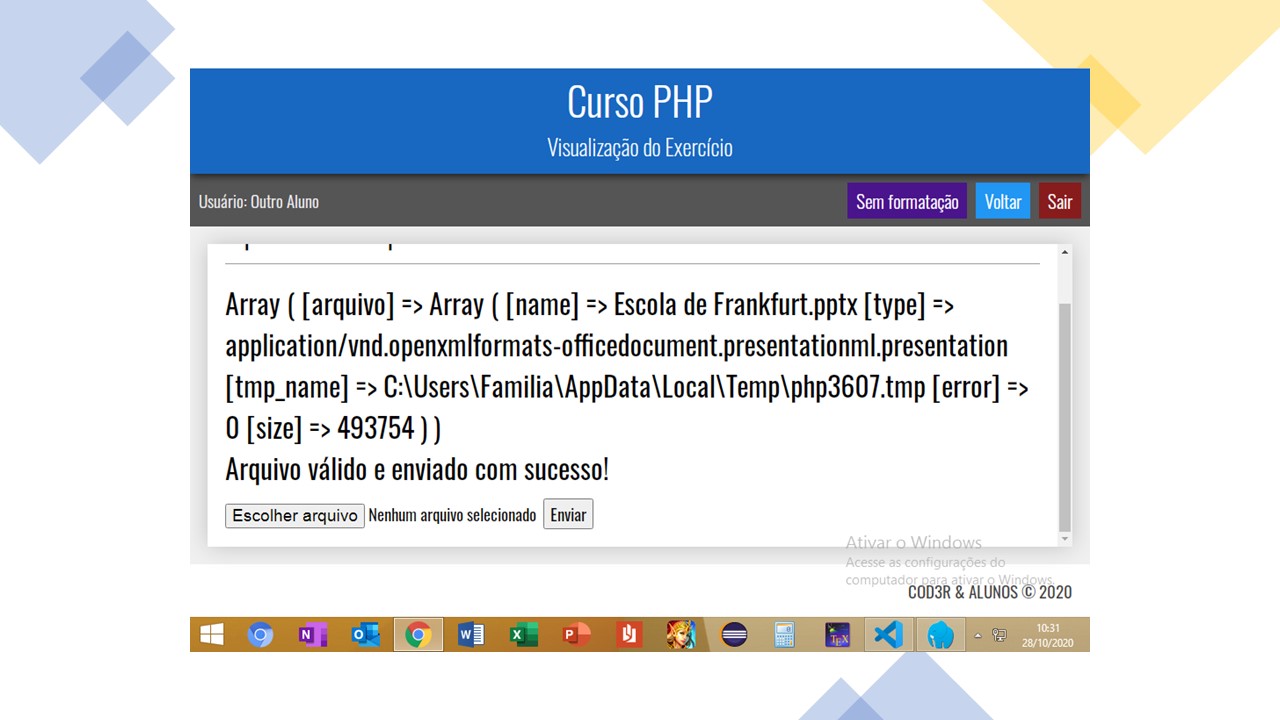 Curso PHP
Visualização do Exercício
Usuário: Outro Aluno
Sem formatação
Voltar
Sair
Array ( [arquivo] => Array ( [name] => Escola de Frankfurt.pptx [type] =>
application/vnd.openxmlformats-officedocument.presentationml.presentation
[tmp_name] => C:\Users\Familia\AppData\Local\Temp\php3607.tmp [error] =>
0 [size] => 493754 ) )
Arquivo válido e enviado com sucesso!
Escolher arquivo Nenhum arquivo selecionado Enviar
Ativar o Windows
Acesse as configurações do
computador para ativar o Windows.
COD3R & ALUNOS © 2020
10:31
28/10/2020